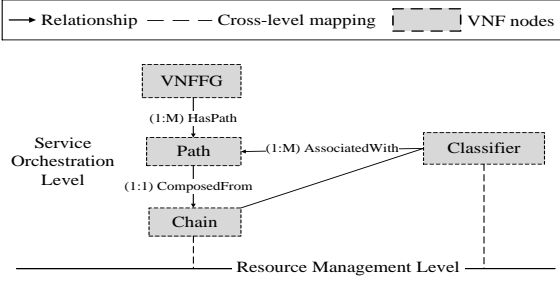 Relationship
Cross-level mapping
VNF nodes
VNFFG
(1:M) HasPath
Service
Orchestration
Level
Path
(1:M) AssociatedWith
Classifier
(1:1) ComposedFrom
Chain
Resource Management Level